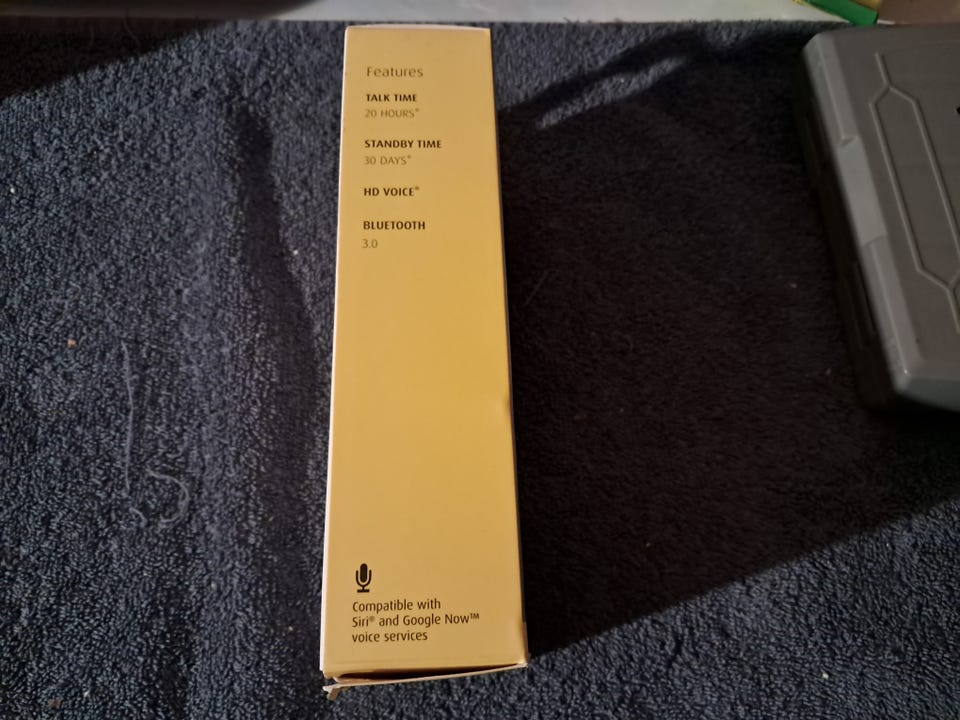 Features
TALK TIME
20 HOURS*
STANDBY TIME
30 DAYS*
HD VOICE*
BLUETOOTH
3.0
Compatible with
Siri® and Google Now™
voice services